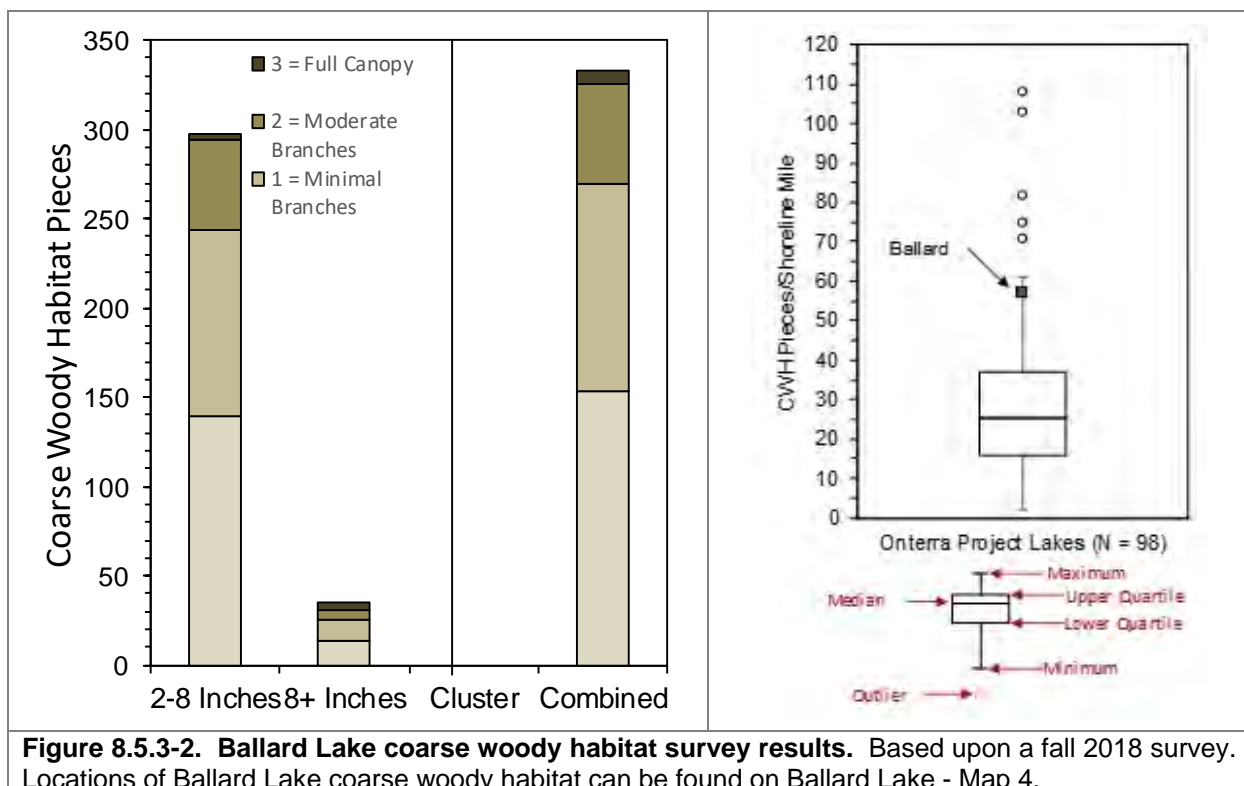 350
300
250
200
150
100
50
0
Coarse Woody Habitat Pieces
3 = Full Canopy
2 = Moderate
Branches
1 = Minimal
Branches
2-8 Inches
8+ Inches
Cluster
Combined
120
110
100
90
80
70
60
50
40
30
20
10
0
CWH Pieces/Shoreline Mile
Ballard
Onterra Project Lakes (N = 98)
Maximum
Median
Upper Quartile
Lower Quartile
Minimum
Outlier
Figure 8.5.3-2. Ballard Lake coarse woody habitat survey results. Based upon a fall 2018 survey.
Locations of Ballard Lake coarse woody habitat can be found on Ballard Lake - Map 4.